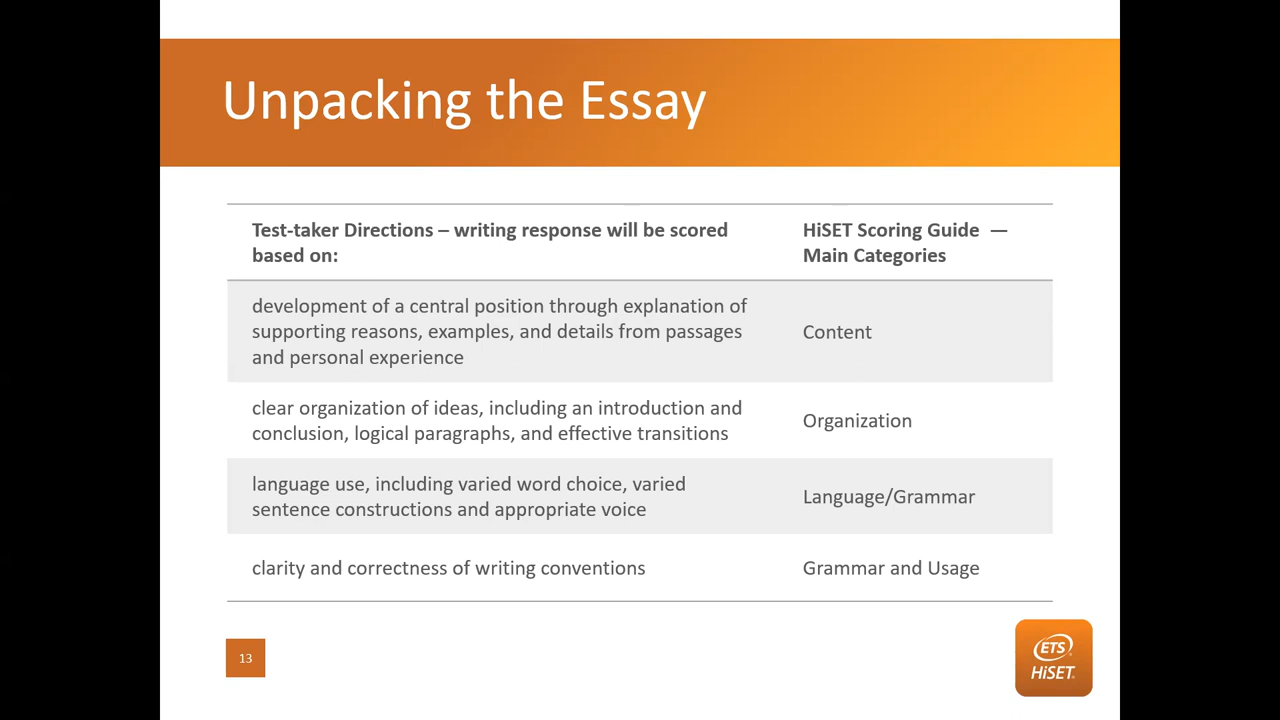 Unpacking the Essay
Test-taker Directions – writing response will be scored
based on:
HiSET Scoring Guide —
Main Categories
development of a central position through explanation of
supporting reasons, examples, and details from passages
and personal experience
Content
clear organization of ideas, including an introduction and
conclusion, logical paragraphs, and effective transitions
Organization
language use, including varied word choice, varied
sentence constructions and appropriate voice
Language/Grammar
clarity and correctness of writing conventions
Grammar and Usage
13
ETS
HiSET